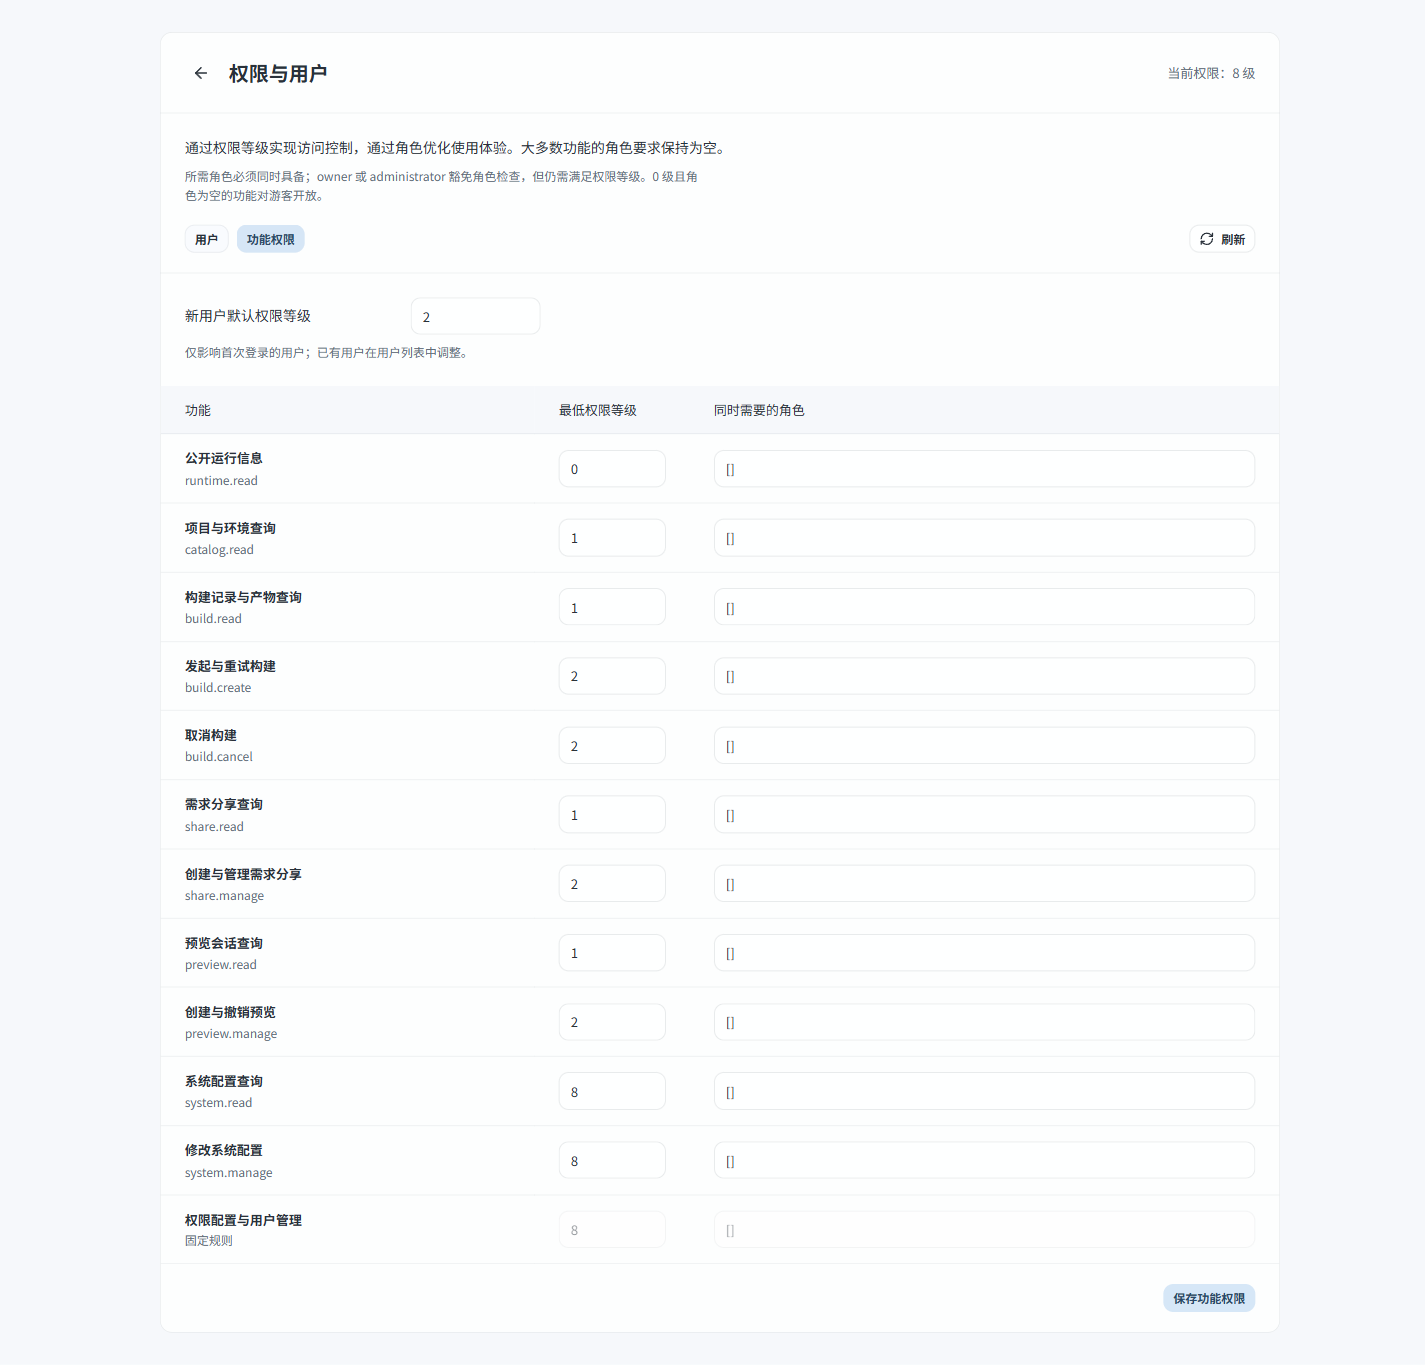 权限与用户
当前权限：8 级
通过权限等级实现访问控制，通过角色优化使用体验。大多数功能的角色要求保持为空。
所需角色必须同时具备；owner 或 administrator 豁免角色检查，但仍需满足权限等级。0 级且角
色为空的功能对游客开放。
用户 功能权限 刷新
新用户默认权限等级 2
仅影响首次登录的用户；已有用户在用户列表中调整。
功能 最低权限等级 同时需要的角色
公开运行信息
runtime.read
0 []
项目与环境查询
catalog.read
1 []
构建记录与产物查询
build.read
1 []
发起与重试构建
build.create
2 []
取消构建
build.cancel
2 []
需求分享查询
share.read
1 []
创建与管理需求分享
share.manage
2 []
预览会话查询
preview.read
1 []
创建与撤销预览
preview.manage
2 []
系统配置查询
system.read
8 []
修改系统配置
system.manage
8 []
权限配置与用户管理
固定规则
8 []
保存功能权限